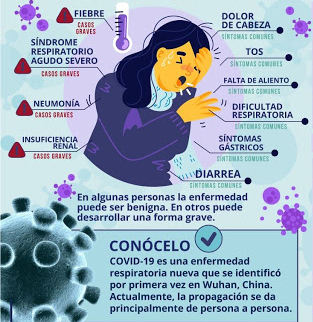 FIEBRE
CASOS
GRAVES
SÍNDROME
RESPIRATORIO
AGUDO SEVERO
CASOS GRAVES
NEUMONÍA
CASOS GRAVES
INSUFICIENCIA
RENAL
CASOS GRAVES
DOLOR
DE CABEZA
SÍNTOMAS COMUNES
TOS
SÍNTOMAS COMUNES
FALTA DE ALIENTO
SÍNTOMAS COMUNES
DIFICULTAD
RESPIRATORIA
SÍNTOMAS COMUNES
SÍNTOMAS
GÁSTRICOS
SÍNTOMAS COMUNES
DIARREA
SÍNTOMAS COMUNES
En algunas personas la enfermedad
puede ser benigna. En otros puede
desarrollar una forma grave.
CONÓCELO
COVID-19 es una enfermedad
respiratoria nueva que se identificó
por primera vez en Wuhan, China.
Actualmente, la propagación se da
principalmente de persona a persona.